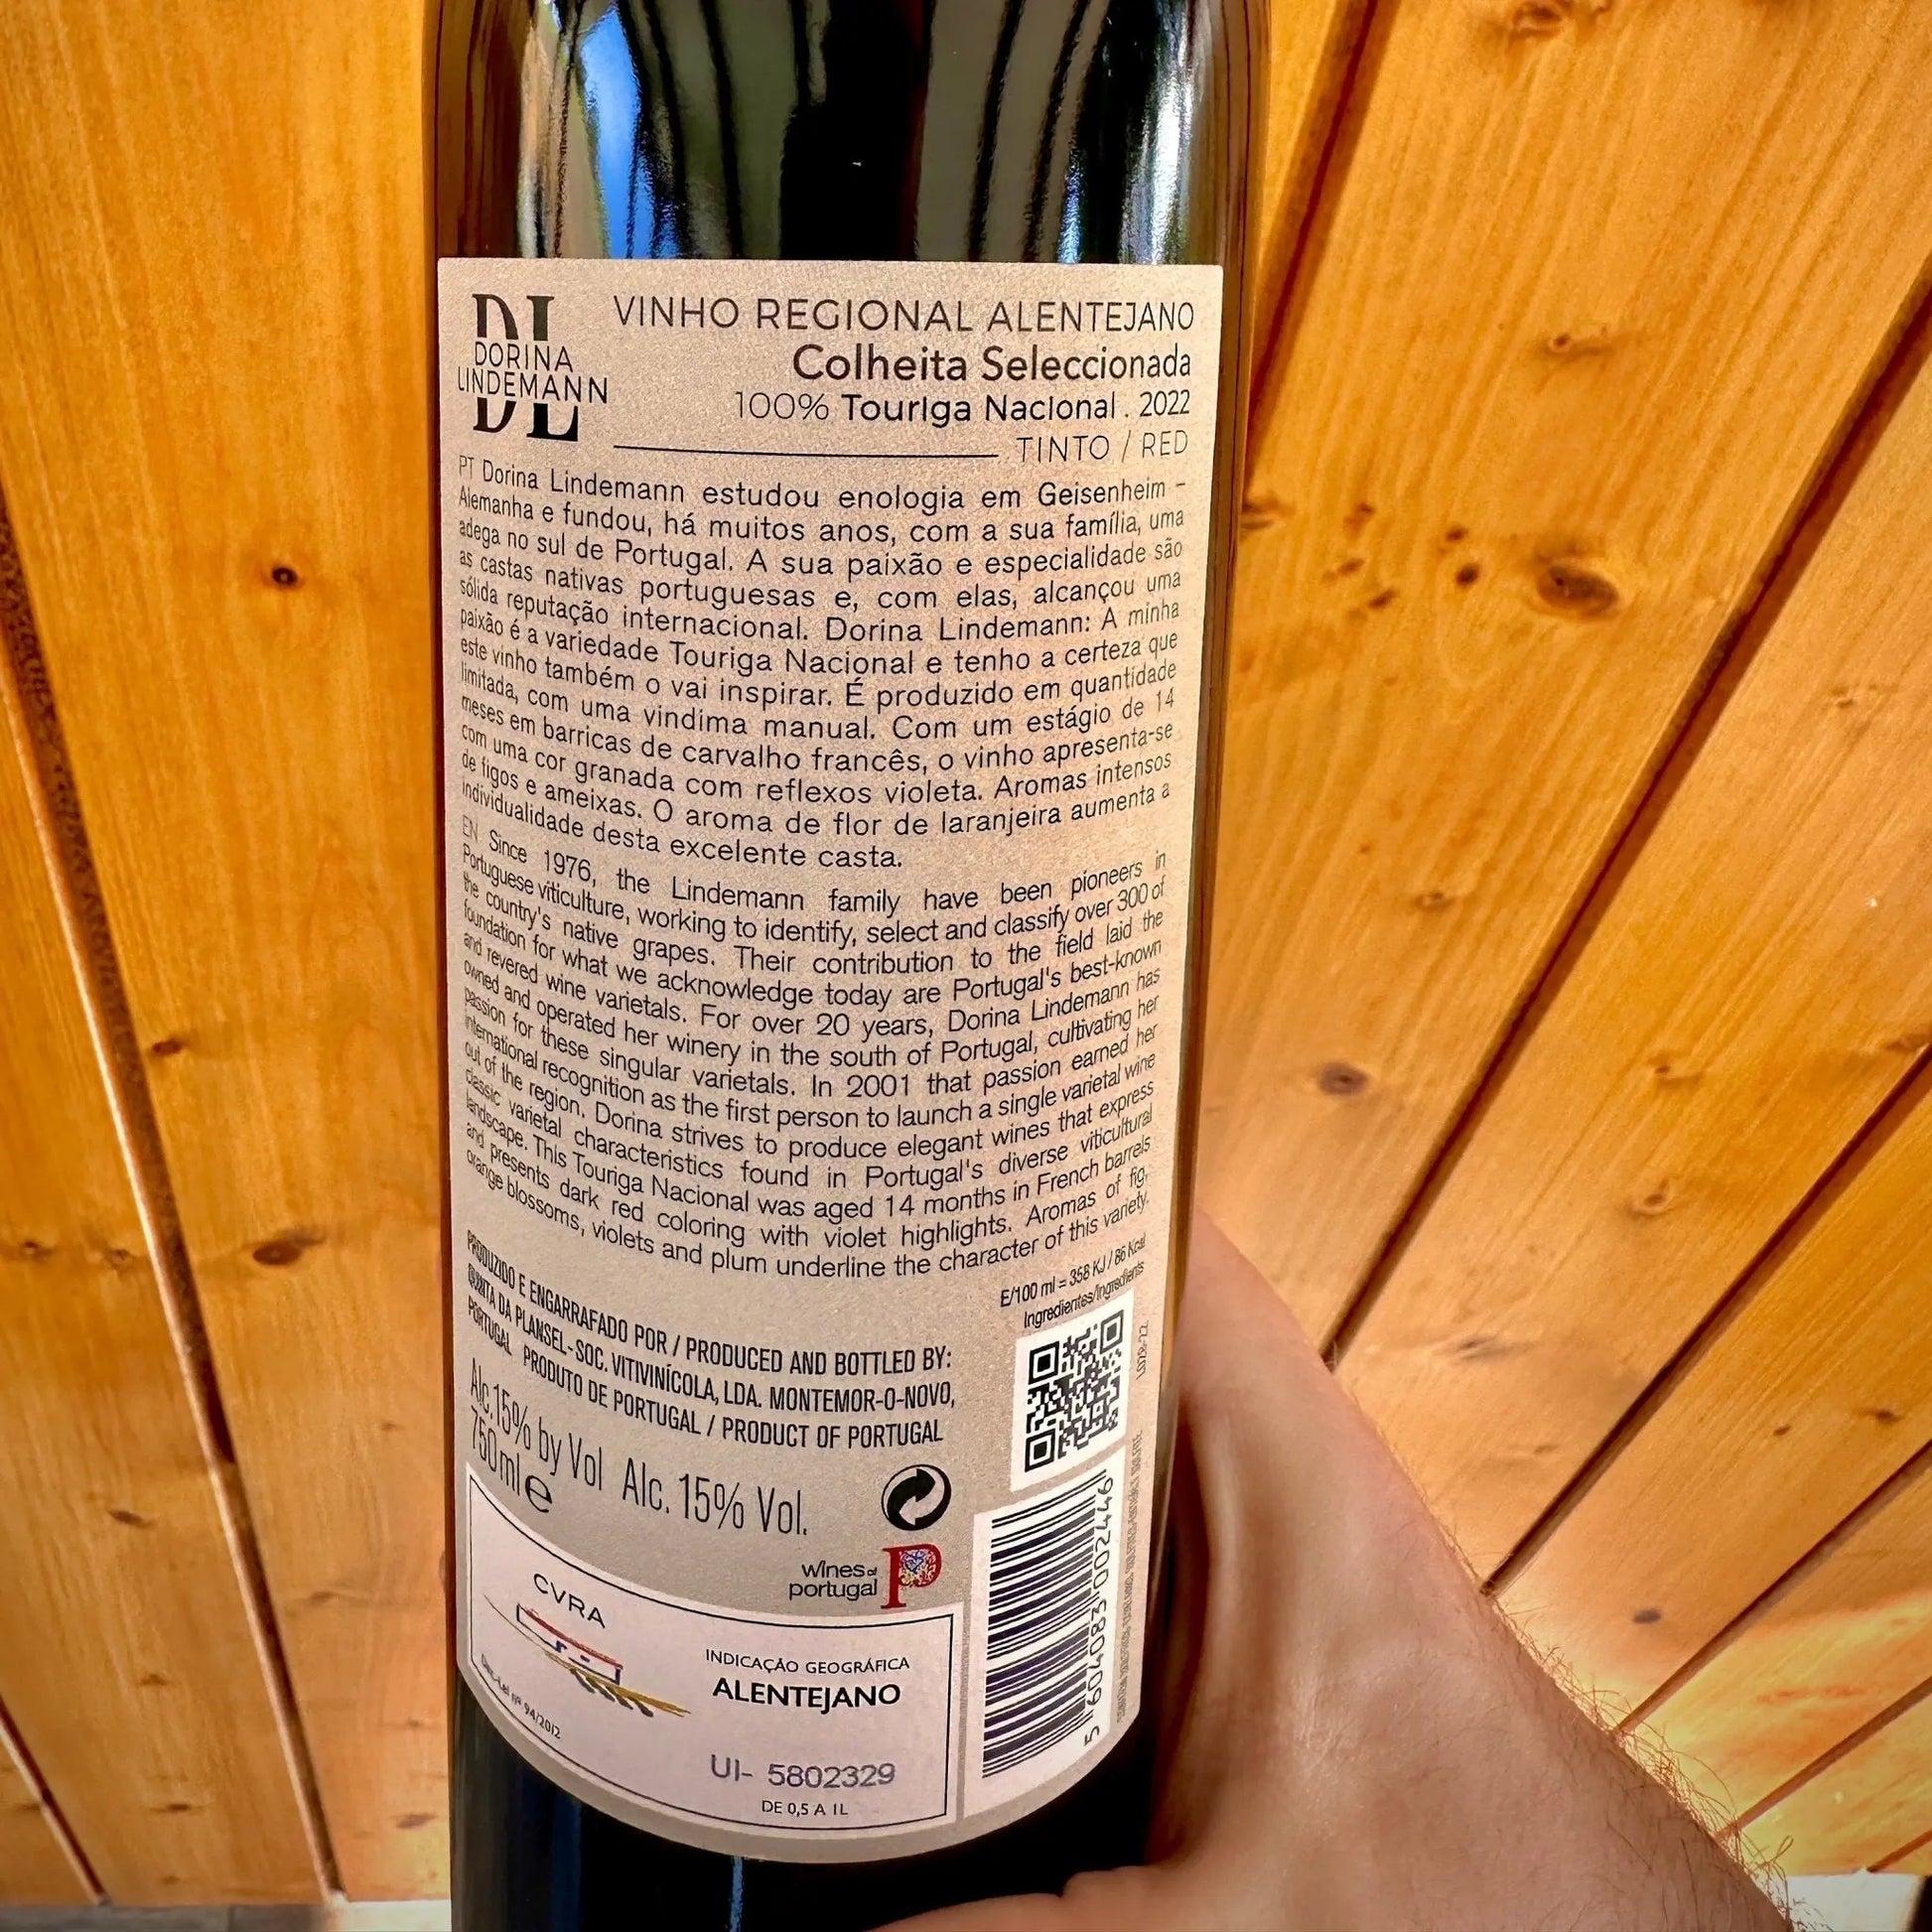 DL
DORINA
LINDEMANN
VINHO REGIONAL ALENTEJANO
Colheita Seleccionada
100% Touriga Nacional . 2022
TINTO / RED
PT Dorina Lindemann estudou enologia em Geisenheim -
Alemanha e fundou, há muitos anos, com a sua família, uma
adega no sul de Portugal. A sua paixão e especialidade são
as castas nativas portuguesas e, com elas, alcançou uma
sólida reputação internacional. Dorina Lindemann: A minha
paixão é a variedade Touriga Nacional e tenho a certeza que
este vinho também o vai inspirar. É produzido em quantidade
limitada, com uma vindima manual. Com um estágio de 14
meses em barricas de carvalho francês, o vinho apresenta-se
com uma cor granada com reflexos violeta. Aromas intensos
de figos e ameixas. O aroma de flor de laranjeira aumenta a
individualidade desta excelente casta.
EN Since 1976, the Lindemann family have been pioneers in
Portuguese viticulture, working to identify, select and classify over 300 of
the country's native grapes. Their contribution to the field laid the
foundation for what we acknowledge today are Portugal's best-known
and revered wine varietals. For over 20 years, Dorina Lindemann has
owned and operated her winery in the south of Portugal, cultivating her
passion for these singular varietals. In 2001 that passion earned her
international recognition as the first person to launch a single varietal wine
out of the region. Dorina strives to produce elegant wines that express
classic varietal characteristics found in Portugal's diverse viticultural
landscape. This Touriga Nacional was aged 14 months in French barrels
and presents dark red coloring with violet highlights. Aromas of fig,
orange blossoms, violets and plum underline the character of this variety.
E/100 ml = 358 KJ / 86 Kcal
Ingredientes/Ingredients
L028-22
PRODUZIDO E ENGARRAFADO POR / PRODUCED AND BOTTLED BY:
QUINTA DA PLANSEL-SOC. VITIVINÍCOLA, LDA. MONTEMOR-O-NOVO,
PORTUGAL PRODUTO DE PORTUGAL / PRODUCT OF PORTUGAL
Alc.15% by Vol Alc. 15% Vol.
750ml e
wines of
portugal
P
CVRA
Dec.-Lei nº 94/2012
INDICAÇÃO GEOGRÁFICA
ALENTEJANO
UI- 5802329
DE 0,5 A 1L
5 604083 002446